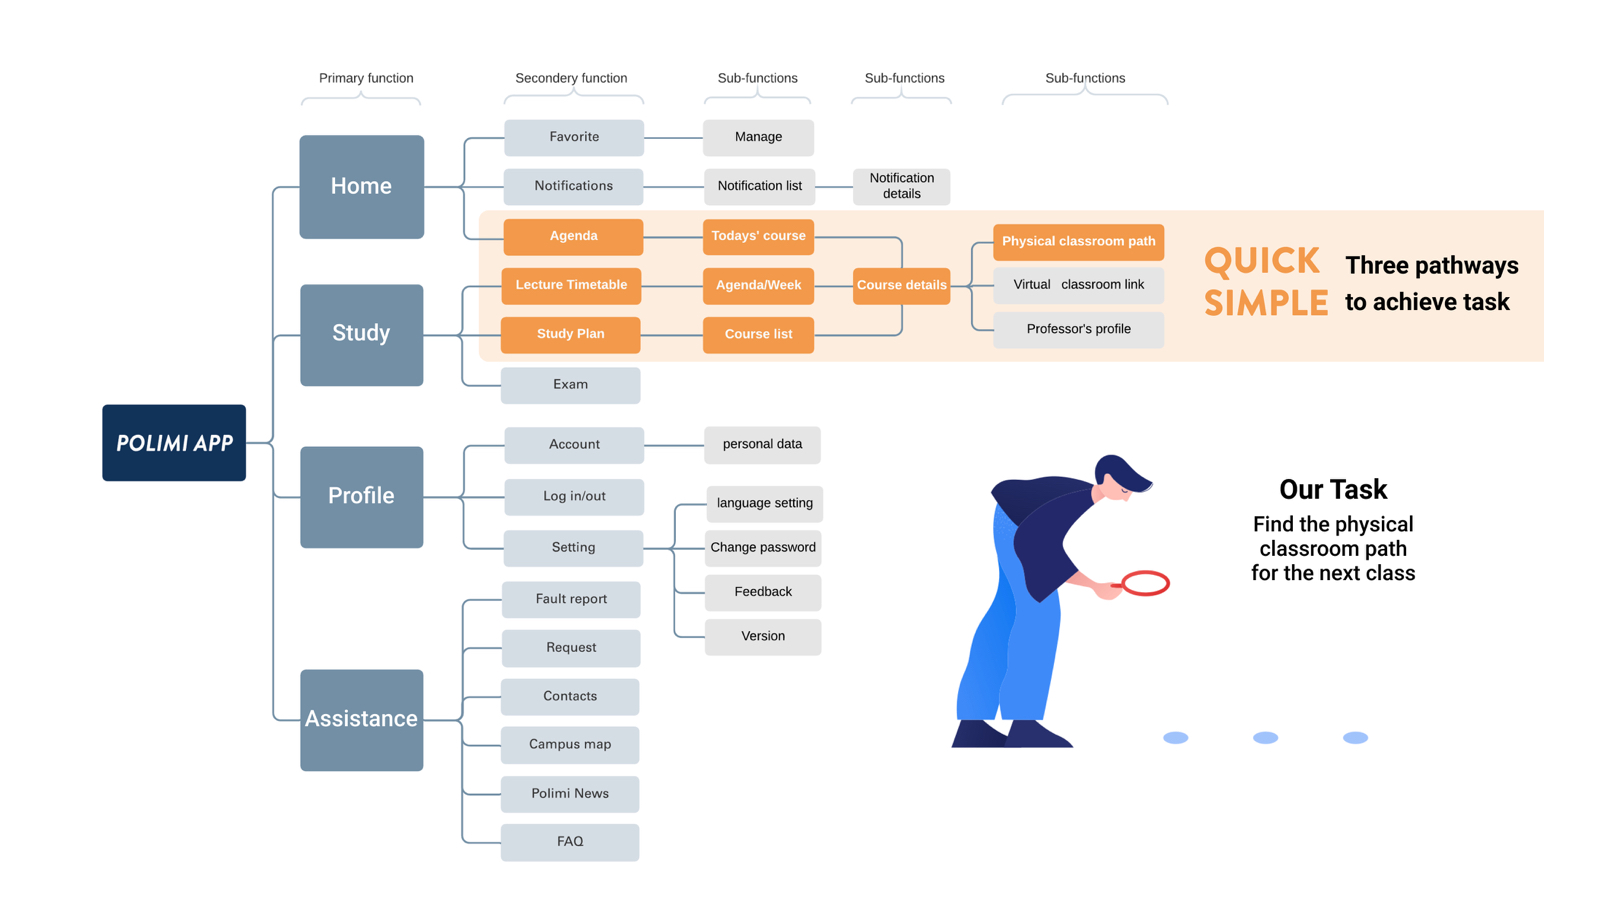 Primary function
Secondery function
Sub-functions
Sub-functions
Sub-functions
Home
Favorite
Manage
Notifications
Notification list
Notification
details
Agenda
Todays' course
Physical classroom path
Lecture Timetable
Agenda/Week
Course details
Virtual classroom link
Study Plan
Course list
Professor's profile
QUICK
SIMPLE
Three pathways
to achieve task
Study
Exam
POLIMI APP
Profile
Account
personal data
Log in/out
Setting
language setting
Change password
Feedback
Version
Assistance
Fault report
Request
Contacts
Campus map
Polimi News
FAQ
Our Task
Find the physical
classroom path
for the next class